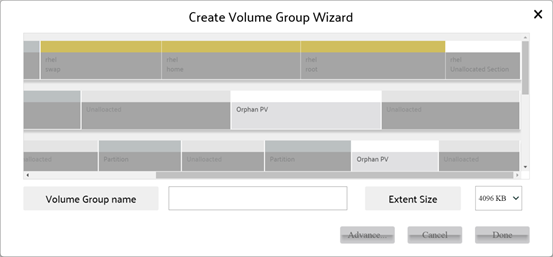 Create Volume Group Wizard
rhel
swap
rhel
home
rhel
root
rhel
Unallocated Section
Unallocated
Orphan PV
Unallocated
Partition
Unallocated
Partition
Orphan PV
Unallocated
Volume Group name
Extent Size
4096 KB
Advance...
Cancel
Done